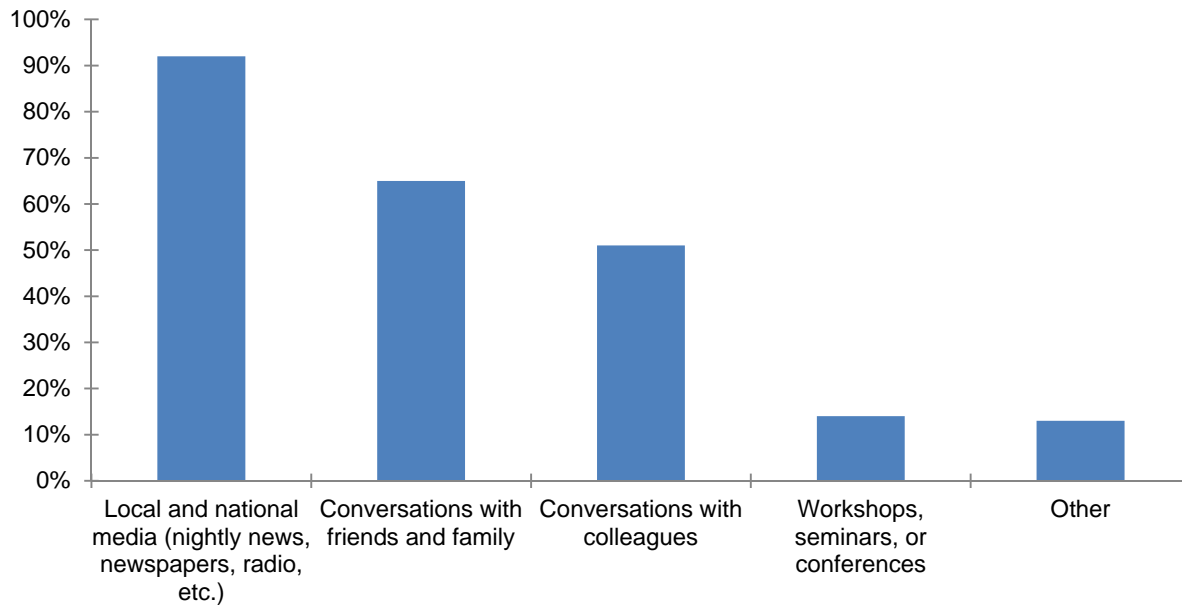 100%
90%
80%
70%
60%
50%
40%
30%
20%
10%
0%
Local and national
media (nightly news,
newspapers, radio,
etc.)
Conversations with
friends and family
Conversations with
colleagues
Workshops,
seminars, or
conferences
Other